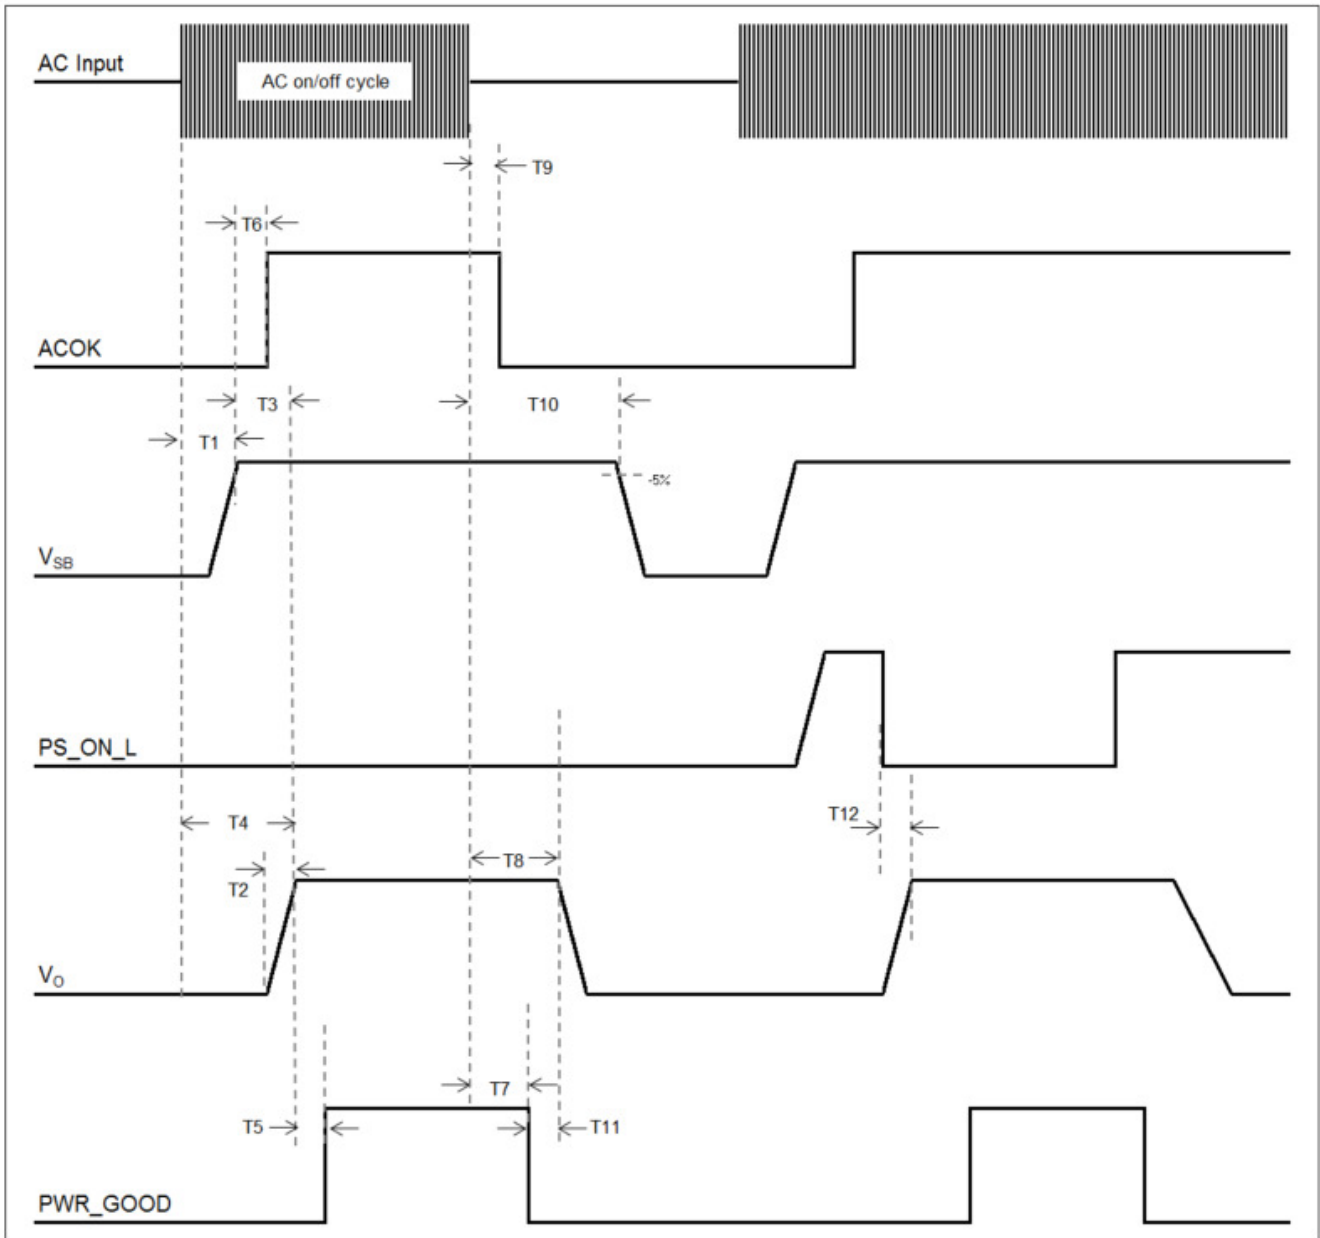 AC Input
AC on/off cycle
T9
T6
ACOK
T3
T10
T1
-5%
VSB
PS_ON_L
T12
T4
T8
T2
VO
T7
T5
T11
PWR_GOOD